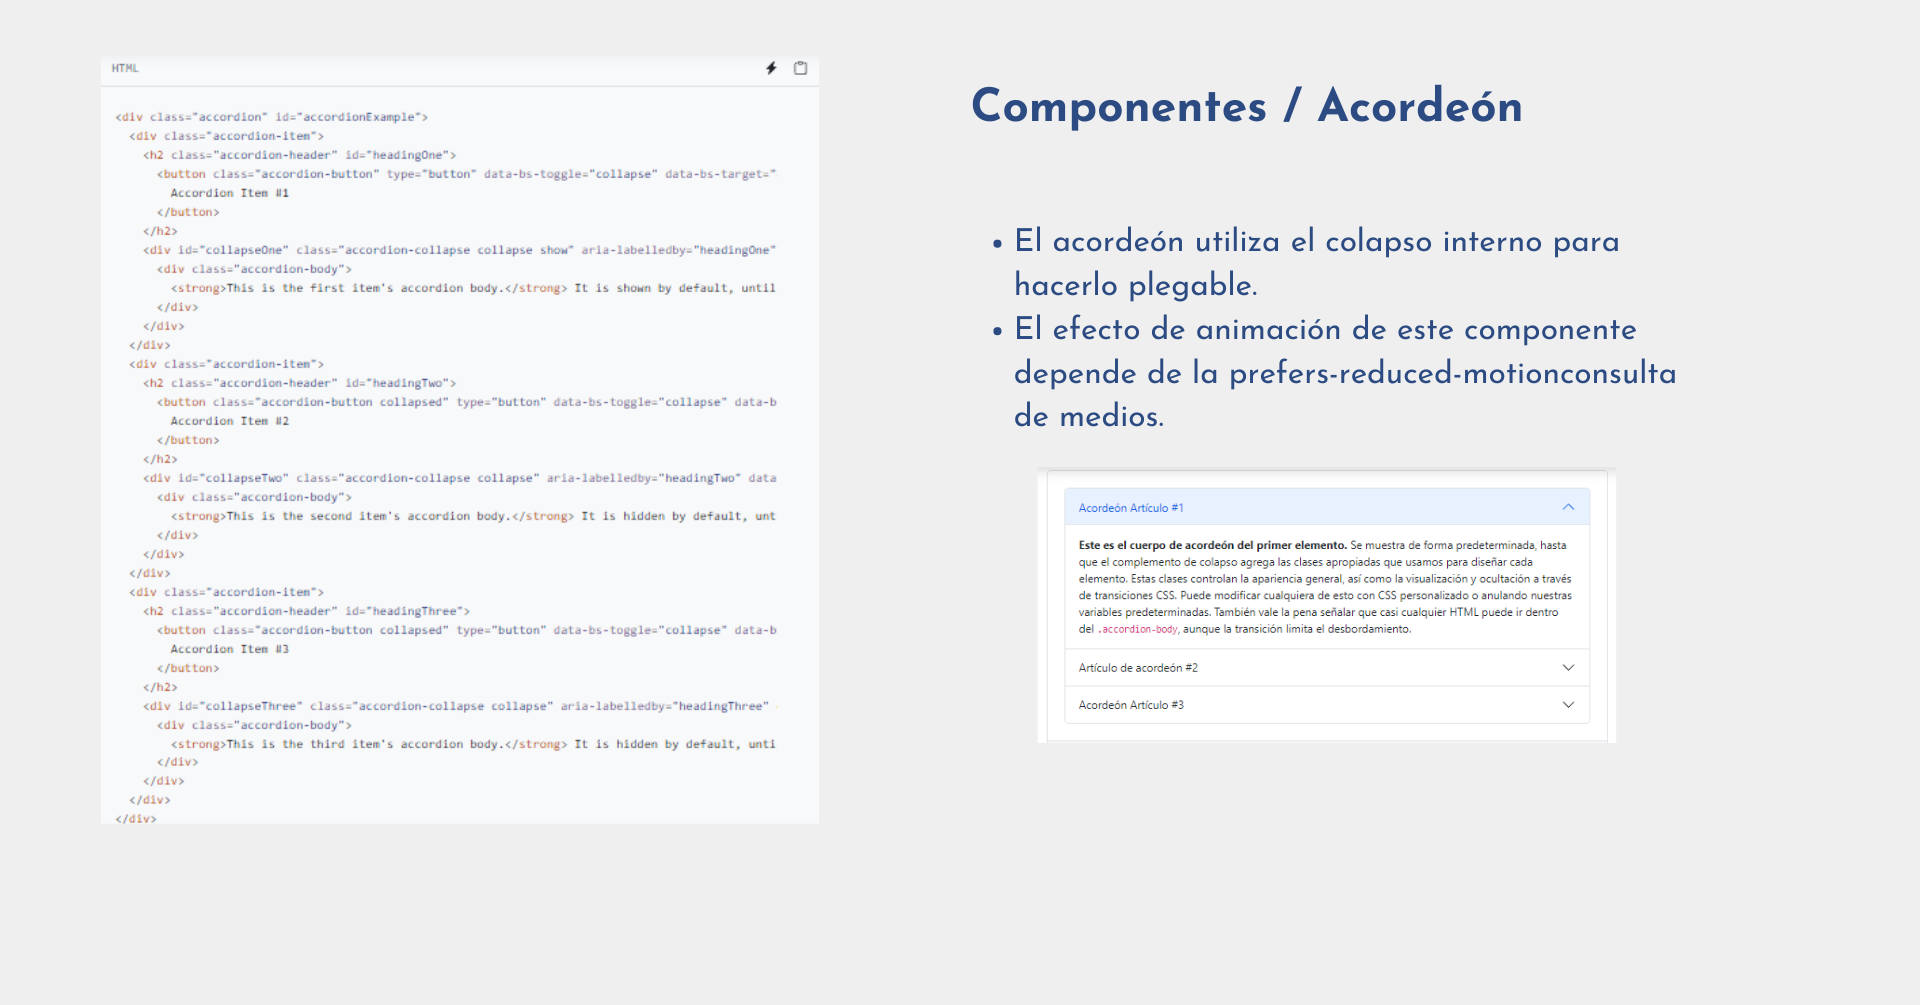 HTML
<div class="accordion" id="accordionExample">
<div class="accordion-item">
<h2 class="accordion-header" id="headingOne">
<button class="accordion-button" type="button" data-bs-toggle="collapse" data-bs-target="
Accordion Item #1
</button>
</h2>
<div id="collapseOne" class="accordion-collapse collapse show" aria-labelledby="headingOne"
<div class="accordion-body">
<strong>This is the first item's accordion body.</strong> It is shown by default, until
</div>
</div>
</div>
<div class="accordion-item">
<h2 class="accordion-header" id="headingTwo">
<button class="accordion-button collapsed" type="button" data-bs-toggle="collapse" data-b
Accordion Item #2
</button>
</h2>
<div id="collapseTwo" class="accordion-collapse collapse" aria-labelledby="headingTwo" data
<div class="accordion-body">
<strong>This is the second item's accordion body.</strong> It is hidden by default, unt
</div>
</div>
</div>
<div class="accordion-item">
<h2 class="accordion-header" id="headingThree">
<button class="accordion-button collapsed" type="button" data-bs-toggle="collapse" data-b
Accordion Item #3
</button>
</h2>
<div id="collapseThree" class="accordion-collapse collapse" aria-labelledby="headingThree"
<div class="accordion-body">
<strong>This is the third item's accordion body.</strong> It is hidden by default, unti
</div>
</div>
</div>
</div>
Componentes / Acordeón
• El acordeón utiliza el colapso interno para
hacerlo plegable.
• El efecto de animación de este componente
depende de la prefers-reduced-motionconsulta
de medios.
Acordeón Artículo #1
Este es el cuerpo de acordeón del primer elemento. Se muestra de forma predeterminada, hasta
que el complemento de colapso agrega las clases apropiadas que usamos para diseñar cada
elemento. Estas clases controlan la apariencia general, así como la visualización y ocultación a través
de transiciones CSS. Puede modificar cualquiera de esto con CSS personalizado o anulando nuestras
variables predeterminadas. También vale la pena señalar que casi cualquier HTML puede ir dentro
del .accordion-body, aunque la transición limita el desbordamiento.
Artículo de acordeón #2
Acordeón Artículo #3